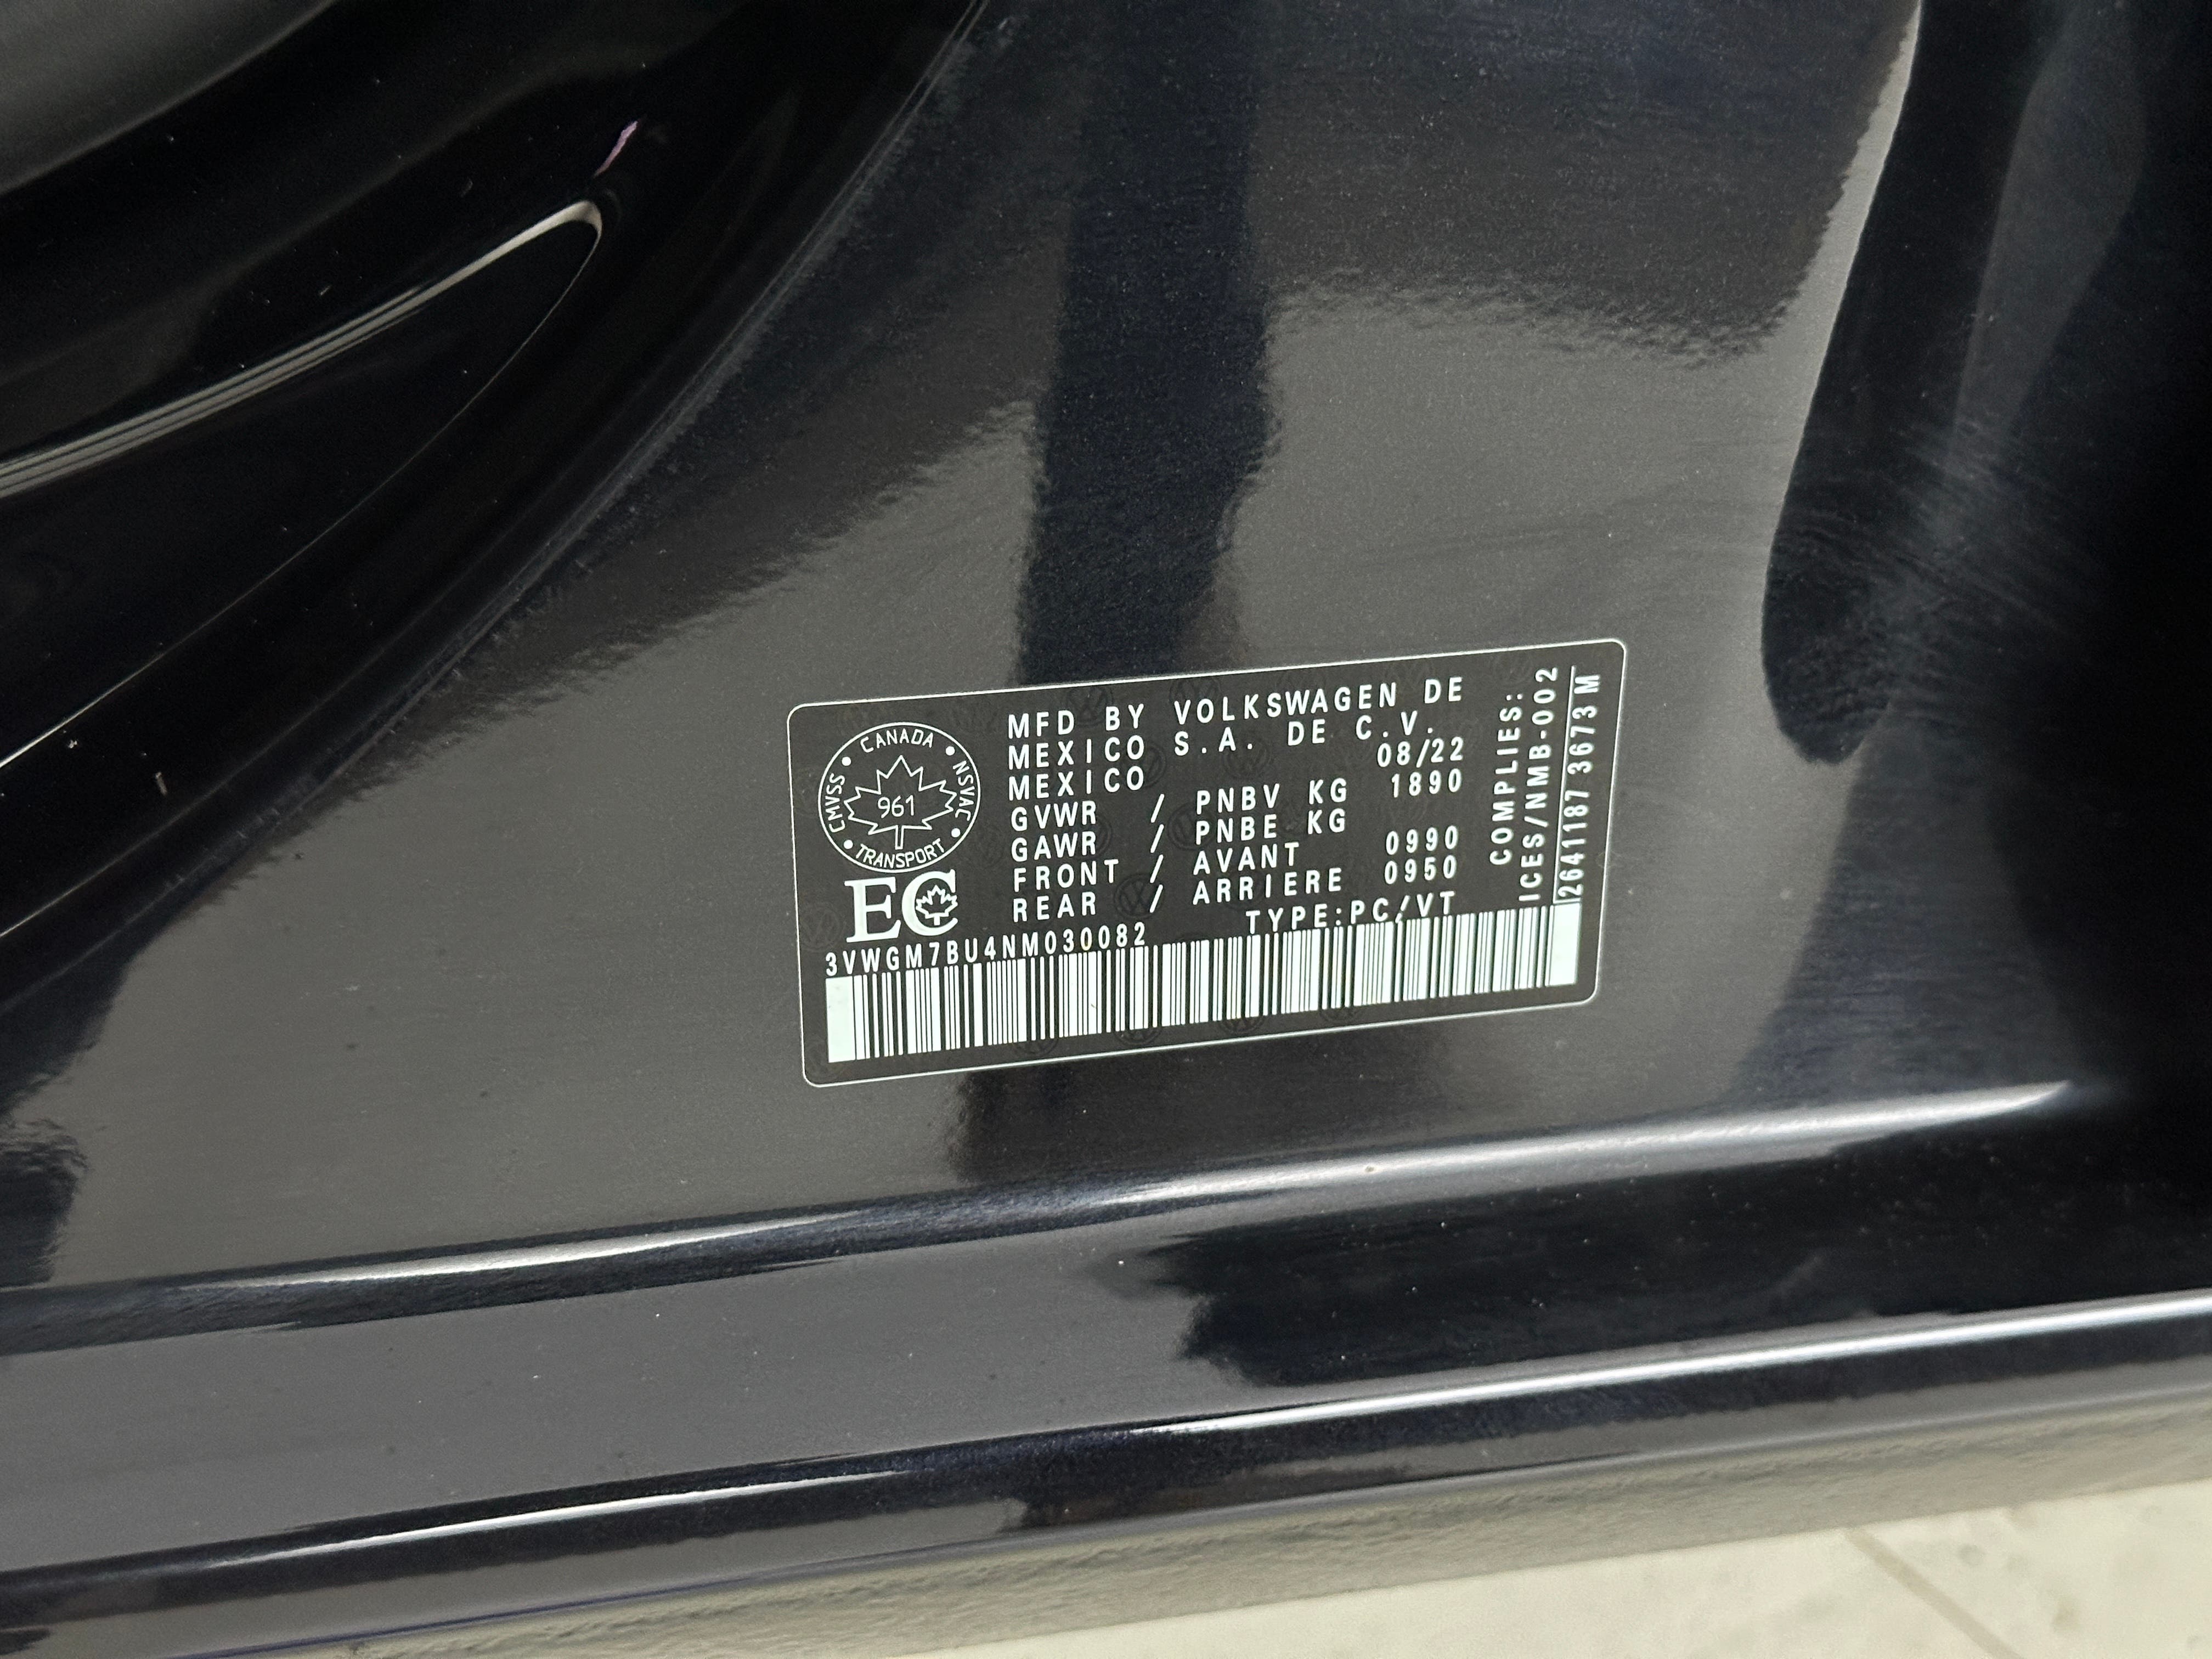 CANADA
CMVSS
NSVAC
961
TRANSPORT
EC
MFD BY VOLKSWAGEN DE
MEXICO S.A. DE C.V.
MEXICO 08/22
GVWR / PNBV KG 1890
GAWR / PNBE KG
FRONT / AVANT 0990
REAR / ARRIERE 0950
TYPE:PC/VT
3VWGM7BU4NM030082
COMPLIES:
ICES/NMB-002
2641187 3673 M